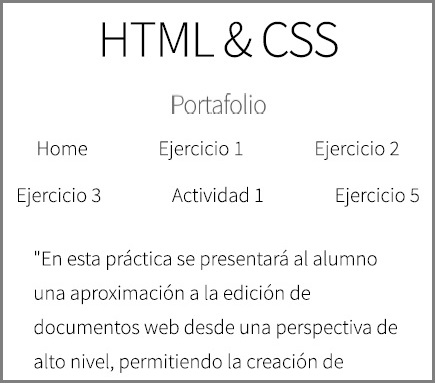 HTML & CSS
Portafolio
Home Ejercicio 1 Ejercicio 2
Ejercicio 3 Actividad 1 Ejercicio 5
"En esta práctica se presentará al alumno
una aproximación a la edición de
documentos web desde una perspectiva de
alto nivel, permitiendo la creación de